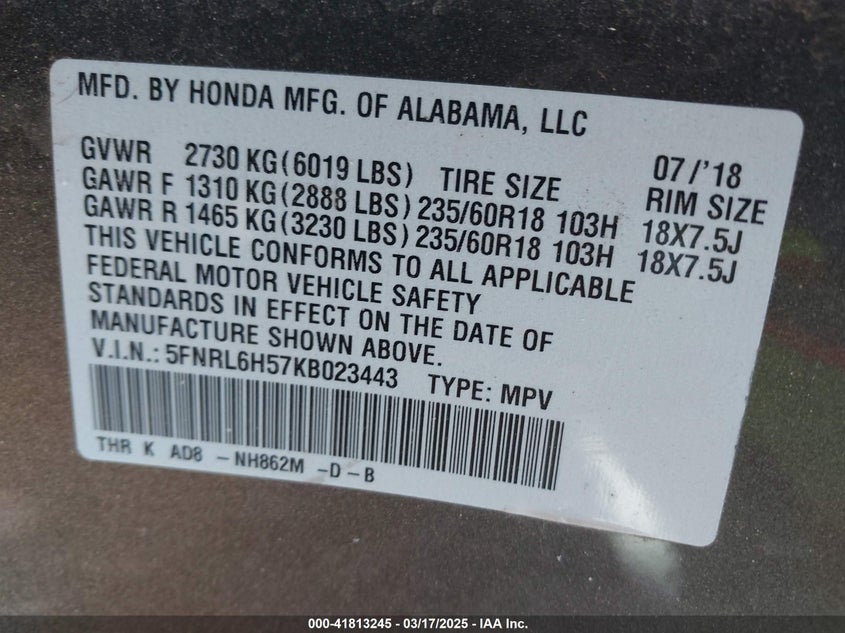 MFD. BY HONDA MFG. OF ALABAMA, LLC
07/'18
GVWR 2730 KG(6019 LBS) TIRE SIZE RIM SIZE
GAWR F 1310 KG(2888 LBS) 235/60R18 103H 18X7.5J
GAWR R 1465 KG(3230 LBS) 235/60R18 103H 18X7.5J
THIS VEHICLE CONFORMS TO ALL APPLICABLE
FEDERAL MOTOR VEHICLE SAFETY
STANDARDS IN EFFECT ON THE DATE OF
MANUFACTURE SHOWN ABOVE.
V.I.N.: 5FNRL6H57KB023443 TYPE: MPV
THR K AD8 - NH862M -D-B
000-41813245 - 03/17/2025 - IAA Inc.